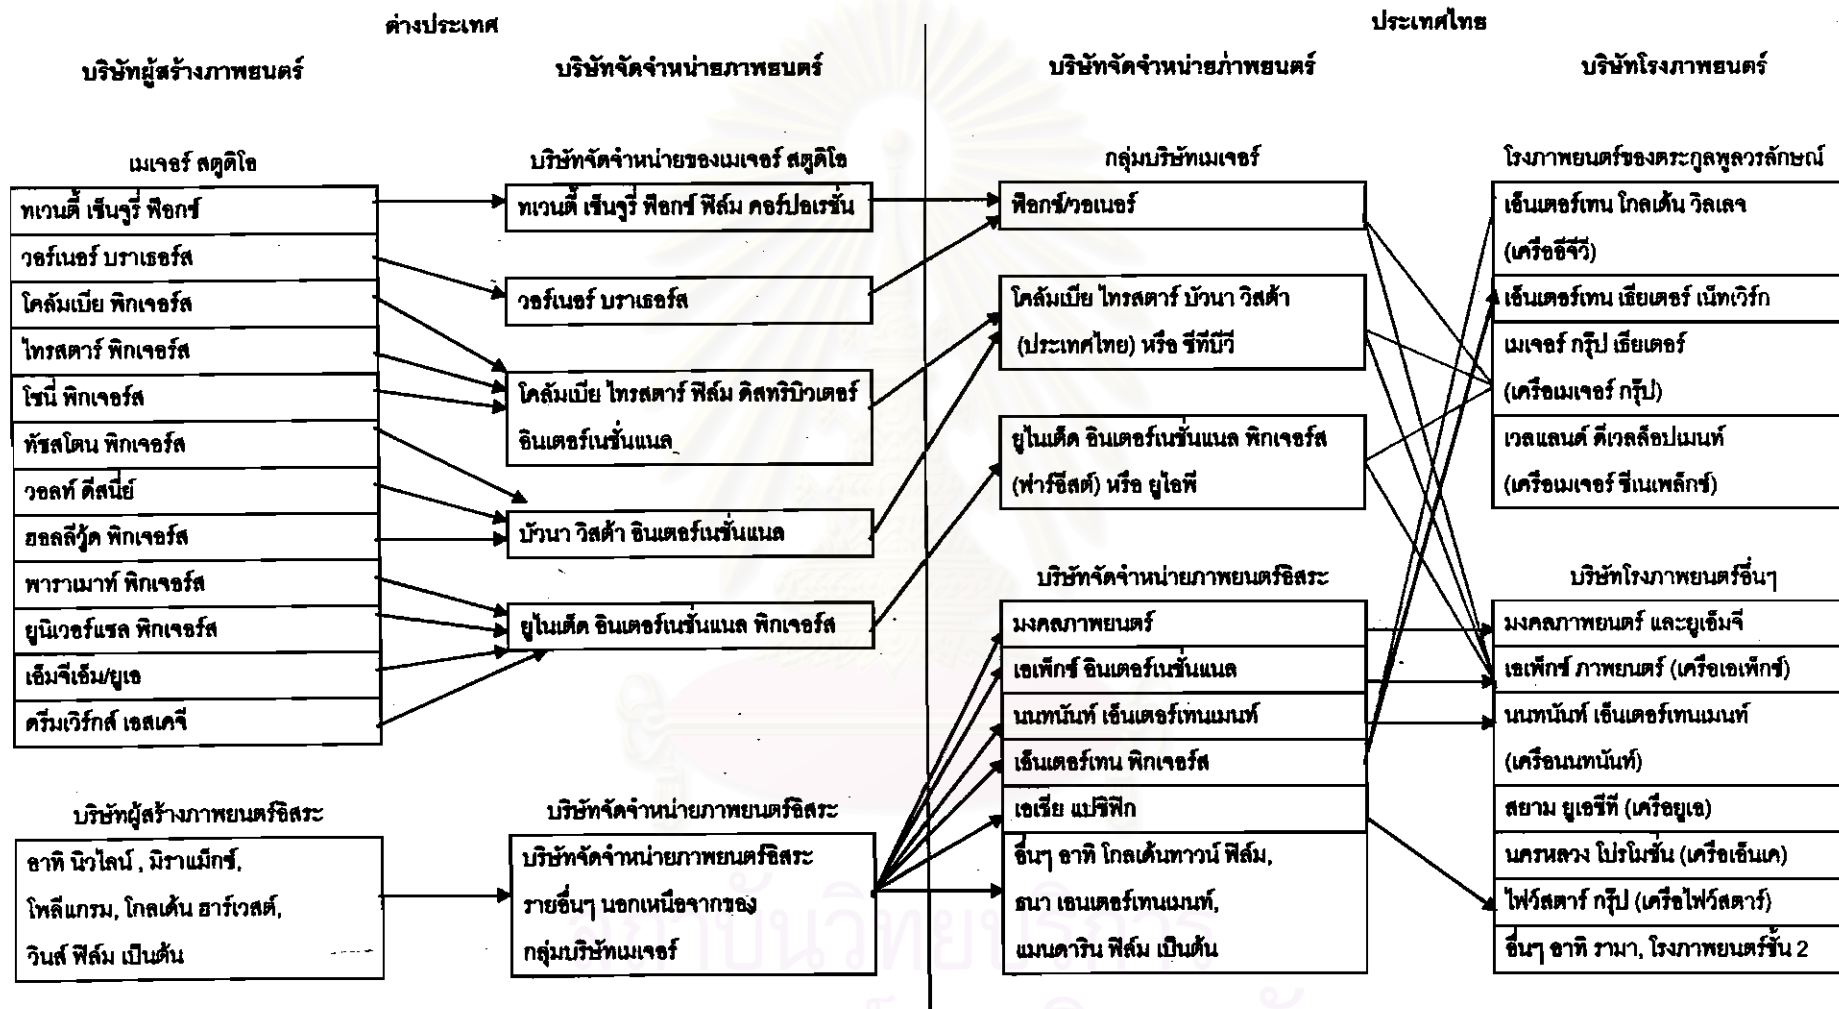 ต่างประเทศ
ประเทศไทย
บริษัทผู้สร้างภาพยนตร์
บริษัทจัดจำหน่ายภาพยนตร์
บริษัทจัดจำหน่ายภาพยนตร์
บริษัทโรงภาพยนตร์
เมเจอร์ สตูดิโอ
ทเวนตี้ เซ็นจูรี่ ฟ็อกซ์
วอร์เนอร์ บราเธอร์ส
โคลัมเบีย พิกเจอร์ส
ไทรสตาร์ พิกเจอร์ส
โซนี่ พิกเจอร์ส
ทัชสโตน พิกเจอร์ส
วอลท์ ดีสนีย์
ฮอลลีวู้ด พิกเจอร์ส
พาราเมาท์ พิกเจอร์ส
ยูนิเวอร์แซล พิกเจอร์ส
เอ็มจีเอ็ม/ยูเอ
ดรีมเวิร์กส์ เอสเคจี
บริษัทผู้สร้างภาพยนตร์อิสระ
อาทิ นิวไลน์ , มิราแม็กซ์,
โพลีแกรม, โกลเด้น ฮาร์เวสต์,
วินส์ ฟิล์ม เป็นต้น
บริษัทจัดจำหน่ายของเมเจอร์ สตูดิโอ
ทเวนตี้ เซ็นจูรี่ ฟ็อกซ์ ฟิล์ม คอร์ปอเรชั่น
วอร์เนอร์ บราเธอร์ส
โคลัมเบีย ไทรสตาร์ ฟิล์ม ดิสทริบิวเตอร์
อินเตอร์เนชั่นแนล
บัวนา วิสต้า อินเตอร์เนชั่นแนล
ยูไนเต็ด อินเตอร์เนชั่นแนล พิกเจอร์ส
บริษัทจัดจำหน่ายภาพยนตร์อิสระ
บริษัทจัดจำหน่ายภาพยนตร์อิสระ
รายอื่นๆ นอกเหนือจากของ
กลุ่มบริษัทเมเจอร์
กลุ่มบริษัทเมเจอร์
ฟ็อกซ์/วอเนอร์
โคลัมเบีย ไทรสตาร์ บัวนา วิสต้า
(ประเทศไทย) หรือ ซีทีบีวี
ยูไนเต็ด อินเตอร์เนชั่นแนล พิกเจอร์ส
(ฟาร์อีสต์) หรือ ยูไอพี
บริษัทจัดจำหน่ายภาพยนตร์อิสระ
มงคลภาพยนตร์
เอเพ็กซ์ อินเตอร์เนชั่นแนล
นนทนันท์ เอ็นเตอร์เทนเมนท์
เอ็นเตอร์เทน พิกเจอร์ส
เอเซีย แปซิฟิก
อื่นๆ อาทิ โกลเด้นทาวน์ ฟิล์ม,
ธนา เอนเตอร์เทนเมนท์,
แมนดาริน ฟิล์ม เป็นต้น
โรงภาพยนตร์ของตระกูลพูลวรลักษณ์
เอ็นเตอร์เทน โกลเด้น วิลเลจ
(เครืออีจีวี)
เอ็นเตอร์เทน เธียเตอร์ เน็ทเวิร์ก
เมเจอร์ กรุ๊ป เธียเตอร์
(เครือเมเจอร์ กรุ๊ป)
เวลแลนด์ ดีเวลล็อปเมนท์
(เครือเมเจอร์ ซีเนเพล็กซ์)
บริษัทโรงภาพยนตร์อื่นๆ
มงคลภาพยนตร์ และยูเอ็มจี
เอเพ็กซ์ ภาพยนตร์ (เครือเอเพ็กซ์)
นนทนันท์ เอ็นเตอร์เทนเมนท์
(เครือนนทนันท์)
สยาม ยูเอซีที (เครือยูเอ)
นครหลวง โปรโมชั่น (เครือเอ็นเค)
ไฟว์สตาร์ กรุ๊ป (เครือไฟว์สตาร์)
อื่นๆ อาทิ รามา, โรงภาพยนตร์ชั้น 2
สถาบันวิทยบริการ